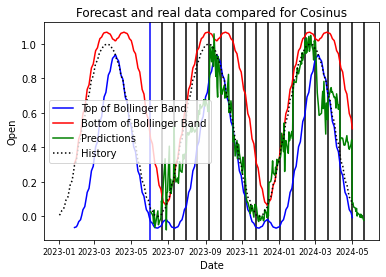 Forecast and real data compared for Cosinus
Open
1.0
0.8
0.6
0.4
0.2
0.0
Top of Bollinger Band
Bottom of Bollinger Band
Predictions
History
2023-01 2023-03 2023-05 2023-07 2023-09 2023-11 2024-01 2024-03 2024-05
Date